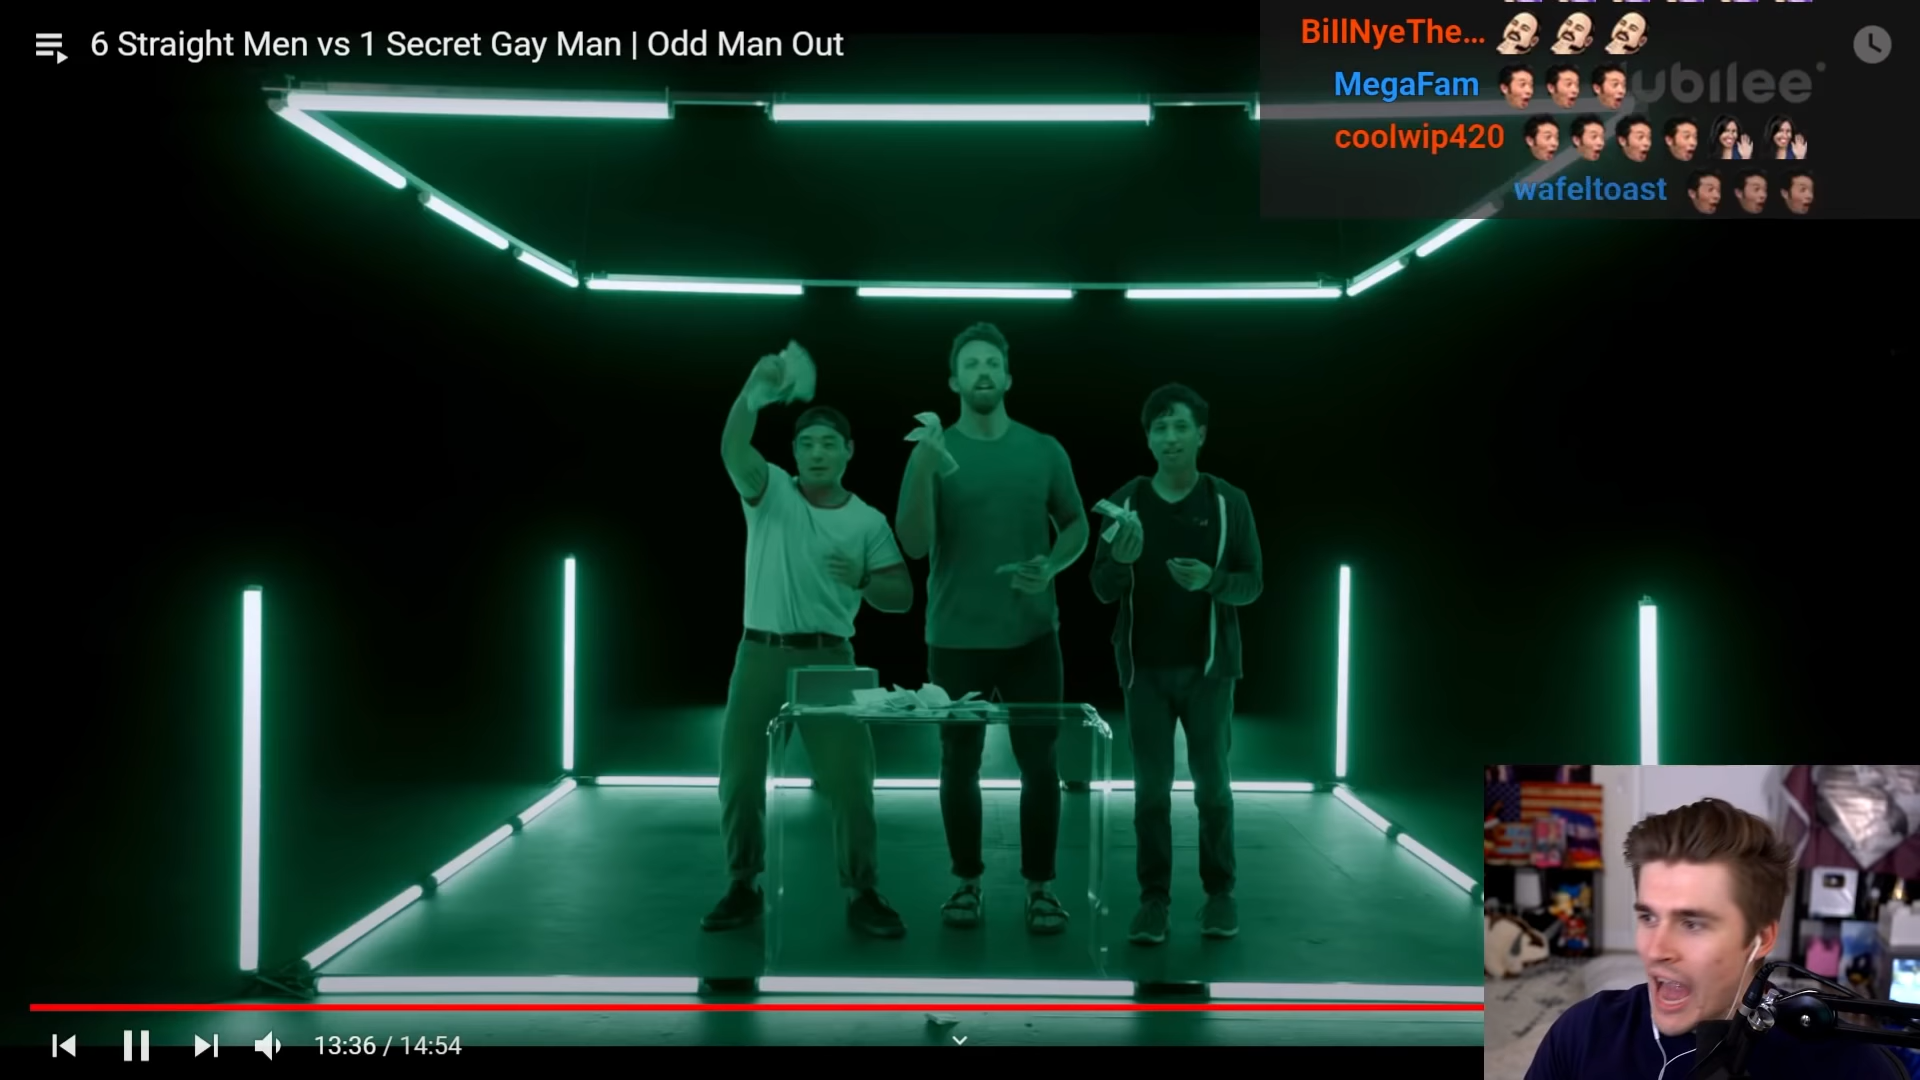 6 Straight Men vs 1 Secret Gay Man | Odd Man Out
BillNyeThe...
MegaFam
jubilee
coolwip420
wafeltoast
13:36 / 14:54